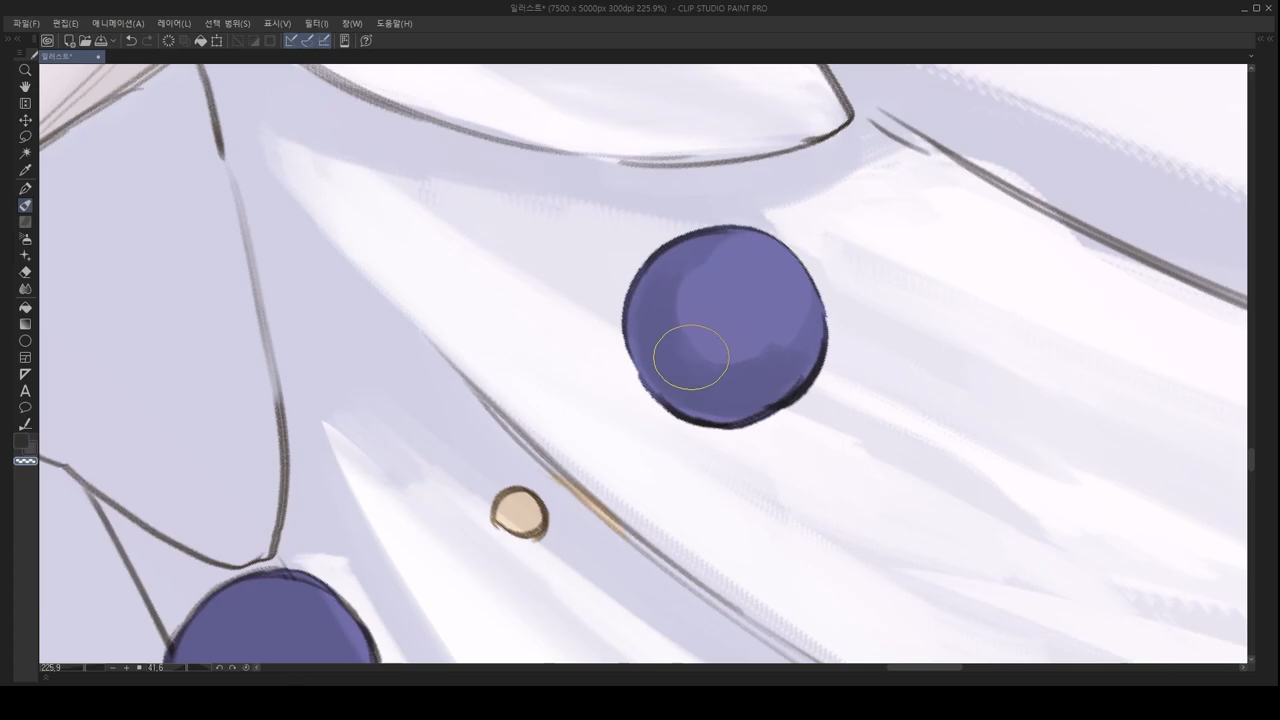 일러스트* (7500 x 5000px 300dpi 225.9%) - CLIP STUDIO PAINT PRO
파일(F) 편집(E) 애니메이션(A) 레이어(L) 선택 범위(S) 표시(V) 필터(I) 창(W) 도움말(H)
일러스트*
A
225.9 41.6